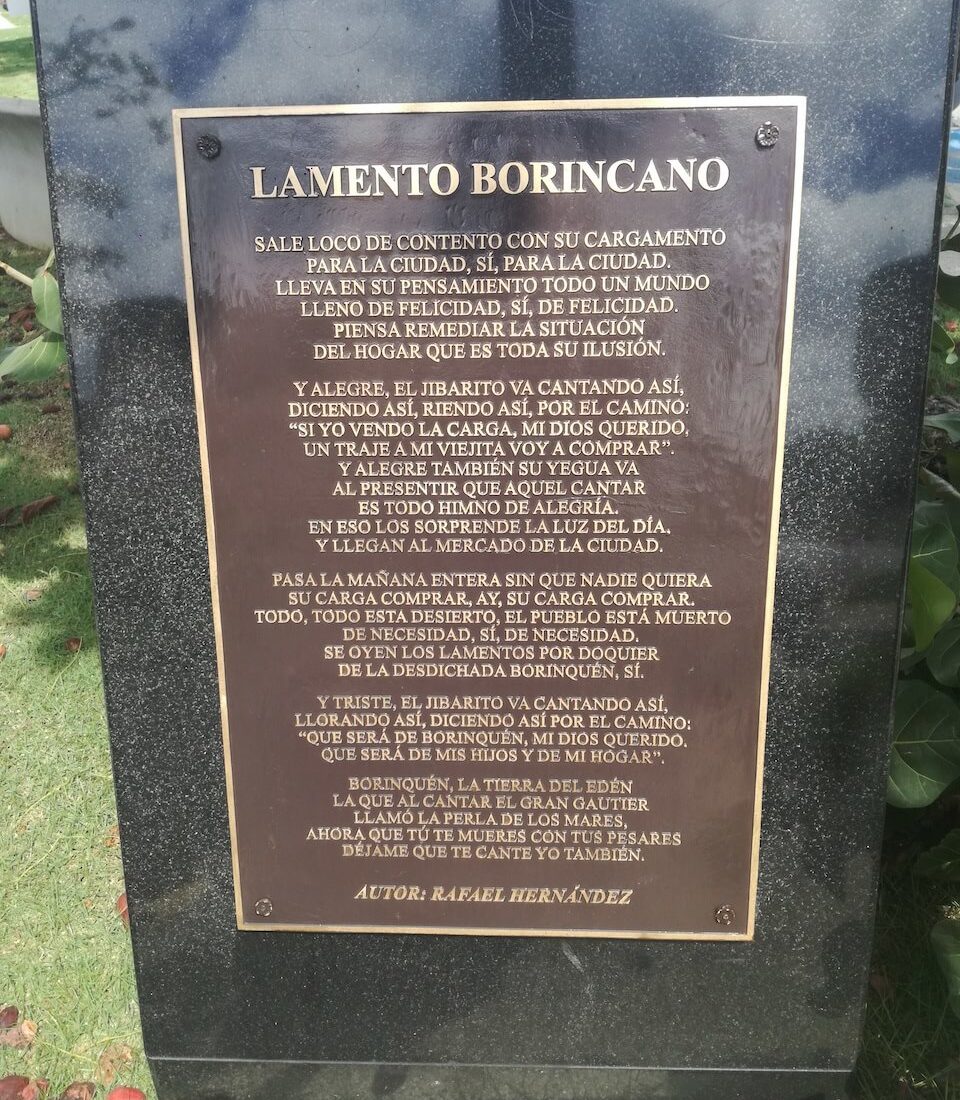 LAMENTO BORINCANO
SALE LOCO DE CONTENTO CON SU CARGAMENTO
PARA LA CIUDAD, SÍ, PARA LA CIUDAD.
LLEVA EN SU PENSAMIENTO TODO UN MUNDO
LLENO DE FELICIDAD, SÍ, DE FELICIDAD.
PIENSA REMEDIAR LA SITUACIÓN
DEL HOGAR QUE ES TODA SU ILUSIÓN.
Y ALEGRE, EL JIBARITO VA CANTANDO ASÍ,
DICIENDO ASÍ, RIENDO ASÍ, POR EL CAMINO:
“SI YO VENDO LA CARGA, MI DIOS QUERIDO,
UN TRAJE A MI VIEJITA VOY A COMPRAR”.
Y ALEGRE TAMBIÉN SU YEGUA VA
AL PRESENTIR QUE AQUEL CANTAR
ES TODO HIMNO DE ALEGRÍA.
EN ESO LOS SORPRENDE LA LUZ DEL DÍA,
Y LLEGAN AL MERCADO DE LA CIUDAD.
PASA LA MAÑANA ENTERA SIN QUE NADIE QUIERA
SU CARGA COMPRAR, AY, SU CARGA COMPRAR.
TODO, TODO ESTA DESIERTO, EL PUEBLO ESTÁ MUERTO
DE NECESIDAD, SÍ, DE NECESIDAD.
SE OYEN LOS LAMENTOS POR DOQUIER
DE LA DESDICHADA BORINQUÉN, SÍ.
Y TRISTE, EL JIBARITO VA CANTANDO ASÍ,
LLORANDO ASÍ, DICIENDO ASÍ POR EL CAMINO:
“QUE SERÁ DE BORINQUÉN, MI DIOS QUERIDO,
QUE SERÁ DE MIS HIJOS Y DE MI HOGAR”.
BORINQUÉN, LA TIERRA DEL EDÉN
LA QUE AL CANTAR EL GRAN GAUTIER
LLAMÓ LA PERLA DE LOS MARES,
AHORA QUE TÚ TE MUERES CON TUS PESARES
DÉJAME QUE TE CANTE YO TAMBIÉN.
AUTOR: RAFAEL HERNÁNDEZ